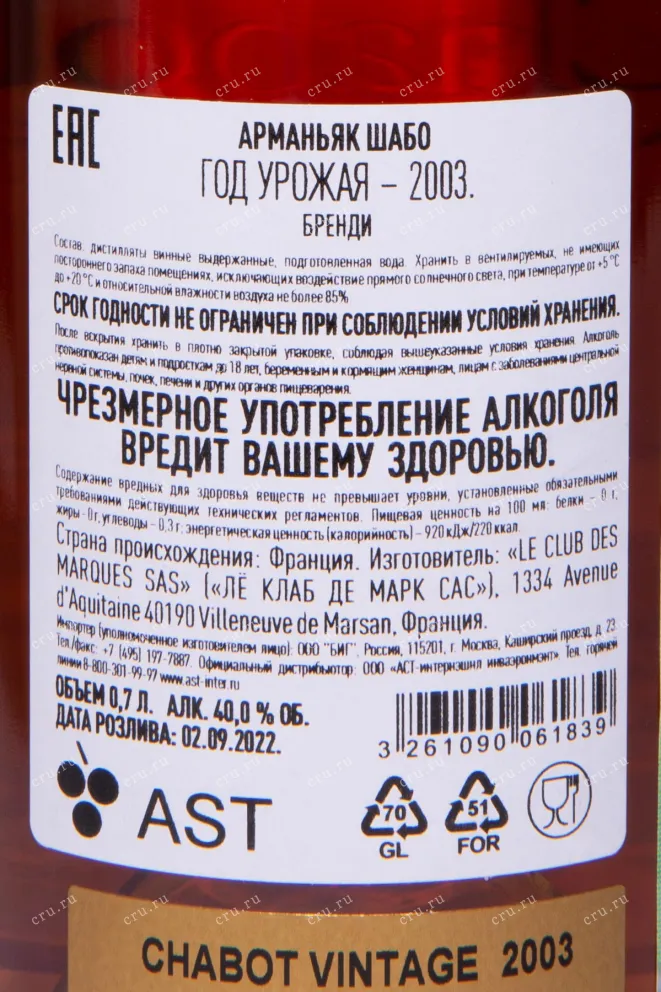 EAC
АРМАНЬЯК ШАБО
ГОД УРОЖАЯ – 2003.
БРЕНДИ
Состав: дистилляты винные выдержанные, подготовленная вода. Хранить в вентилируемых, не имеющих
постороннего запаха помещениях, исключающих воздействие прямого солнечного света, при температуре от +5 °C
до +20 °C и относительной влажности воздуха не более 85%
СРОК ГОДНОСТИ НЕ ОГРАНИЧЕН ПРИ СОБЛЮДЕНИИ УСЛОВИЙ ХРАНЕНИЯ.
После вскрытия хранить в плотно закрытой упаковке, соблюдая вышеуказанные условия хранения. Алкоголь
противопоказан детям и подросткам до 18 лет, беременным и кормящим женщинам, лицам с заболеваниями центральной
нервной системы, почек, печени и других органов пищеварения.
ЧРЕЗМЕРНОЕ УПОТРЕБЛЕНИЕ АЛКОГОЛЯ
ВРЕДИТ ВАШЕМУ ЗДОРОВЬЮ.
Содержание вредных для здоровья веществ не превышает уровни, установленные обязательными
требованиями действующих технических регламентов. Пищевая ценность на 100 мл: белки – 0 г,
жиры - 0 г, углеводы – 0,3 г; энергетическая ценность (калорийность) – 920 кДж/220 ккал.
Страна происхождения: Франция. Изготовитель: «LE CLUB DES
MARQUES SAS» («ЛЁ КЛАБ ДЕ МАРК САС»), 1334 Avenue
d'Aquitaine 40190 Villeneuve de Marsan, Франция.
Импортер (уполномоченное изготовителем лицо): ООО "БИГ", Россия, 115201, г. Москва, Каширский проезд, д. 23
Тел./факс: +7 (495) 197-7887. Официальный дистрибьютор: ООО «АСТ-интернэшнл инваэронмэнт» Тел. горячей
линии 8-800-301-99-97 www.ast-inter.ru
ОБЪЕМ 0,7 Л. АЛК. 40,0 % ОБ.
ДАТА РОЗЛИВА: 02.09.2022.
3 261090 061839
AST
70
GL
51
FOR
CHABOT VINTAGE 2003
cru.ru